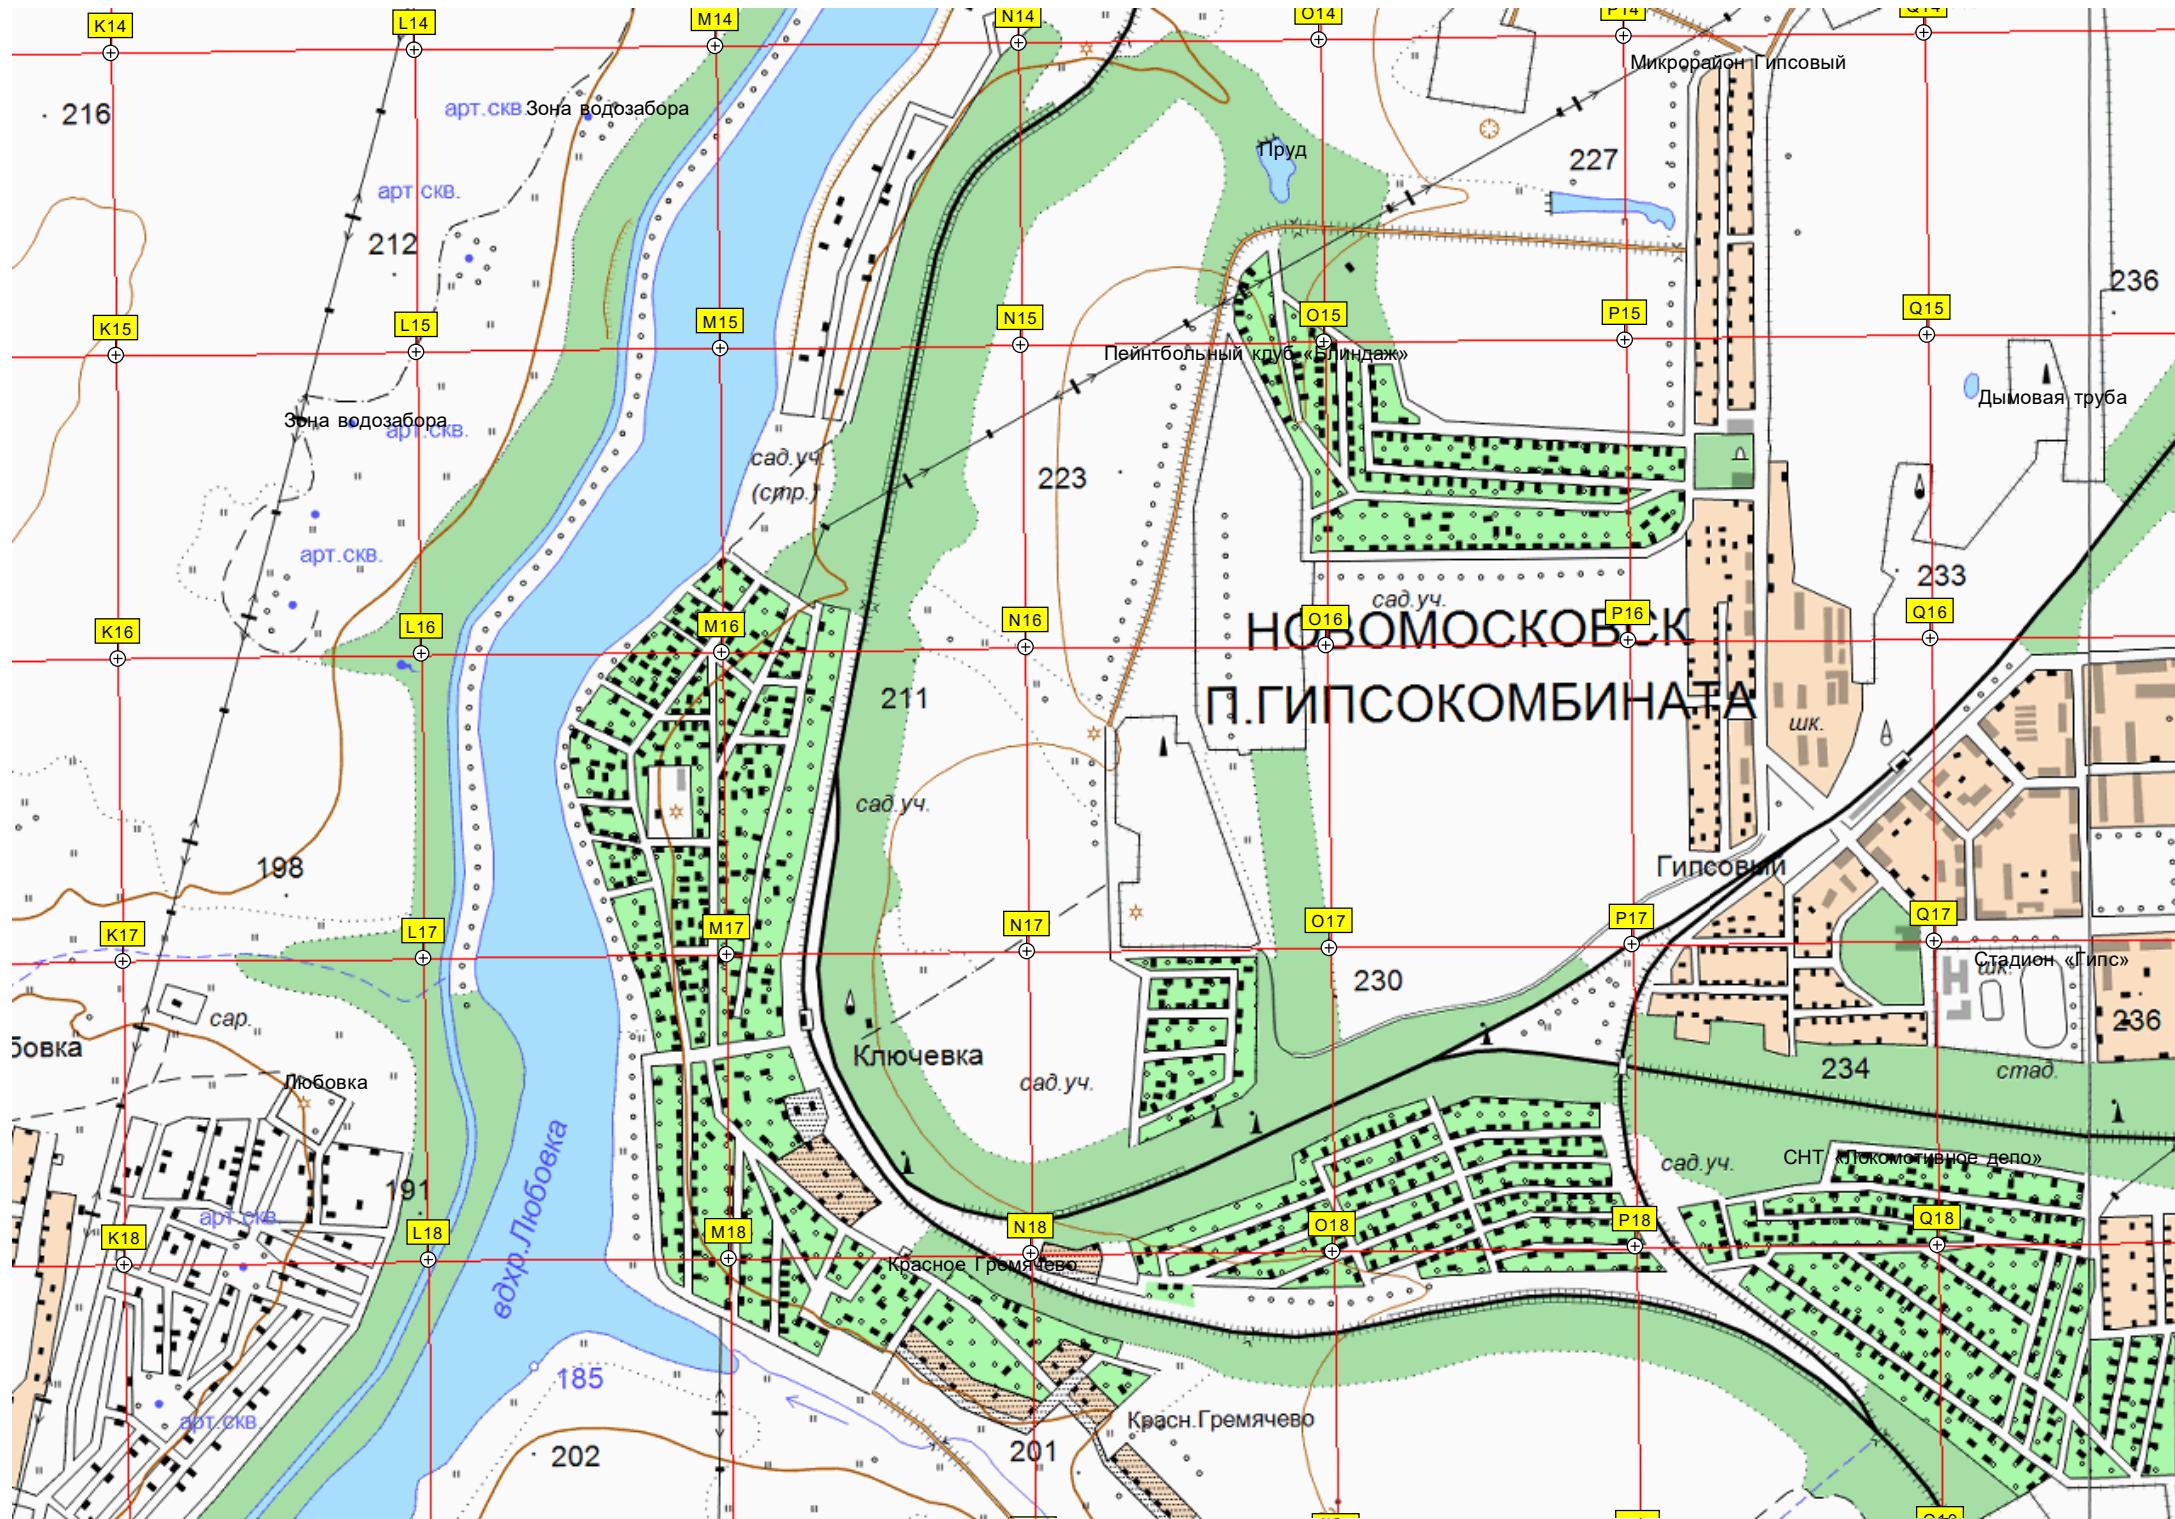 K14
L14
M14
N14
O14
P14
Q14
Микрорайон Гипсовый
216
арт.скв.
Зона водозабора
Пруд
227
арт.скв.
212
236
K15
L15
M15
N15
O15
P15
Q15
Пейнтбольный клуб «Блиндаж»
Дымовая труба
Зона водозабора
арт.скв.
сад.уч.
(стр.)
223
арт.скв.
233
сад.уч.
K16
L16
M16
N16
O16
P16
Q16
НОВОМОСКОВСК
П.ГИПСОКОМБИНАТА
211
шк.
сад.уч.
198
Гипсовый
K17
L17
M17
N17
O17
P17
Q17
Стадион «Гипс»
шк.
230
сар.
236
бовка
Ключевка
сад.уч.
234
стад.
Любовка
СНТ «Локомотивное депо»
сад.уч.
191
арт.скв.
вдхр.Любовка
K18
L18
M18
N18
O18
P18
Q18
Красное Гремячево
185
арт.скв.
Красн.Гремячево
202
201